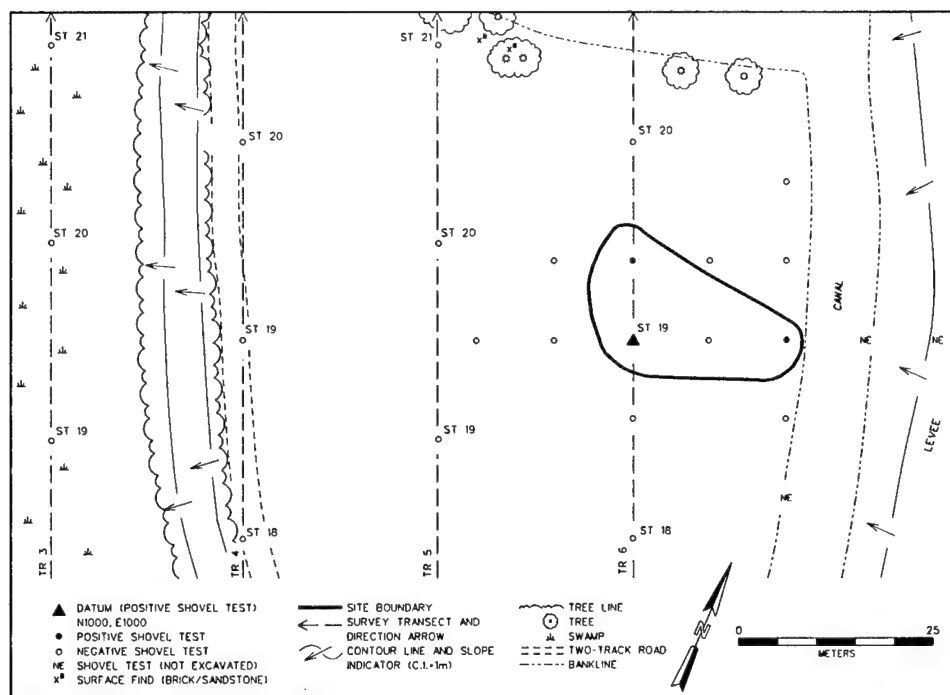 ST 21
ST 21
ST 20
ST 20
ST 20
ST 20
ST 19
ST 19
ST 19
ST 19
ST 18
ST 18
CANAL
LEVEE
NE
NE
NE
TR 3
TR 4
TR 5
TR 6
DATUM (POSITIVE SHOVEL TEST)
N1000, E1000
POSITIVE SHOVEL TEST
NEGATIVE SHOVEL TEST
NE SHOVEL TEST (NOT EXCAVATED)
X SURFACE FIND (BRICK/SANDSTONE)
SITE BOUNDARY
SURVEY TRANSECT AND
DIRECTION ARROW
CONTOUR LINE AND SLOPE
INDICATOR (C.I.=1m)
TREE LINE
TREE
SWAMP
TWO-TRACK ROAD
BANKLINE
N
0 25
METERS